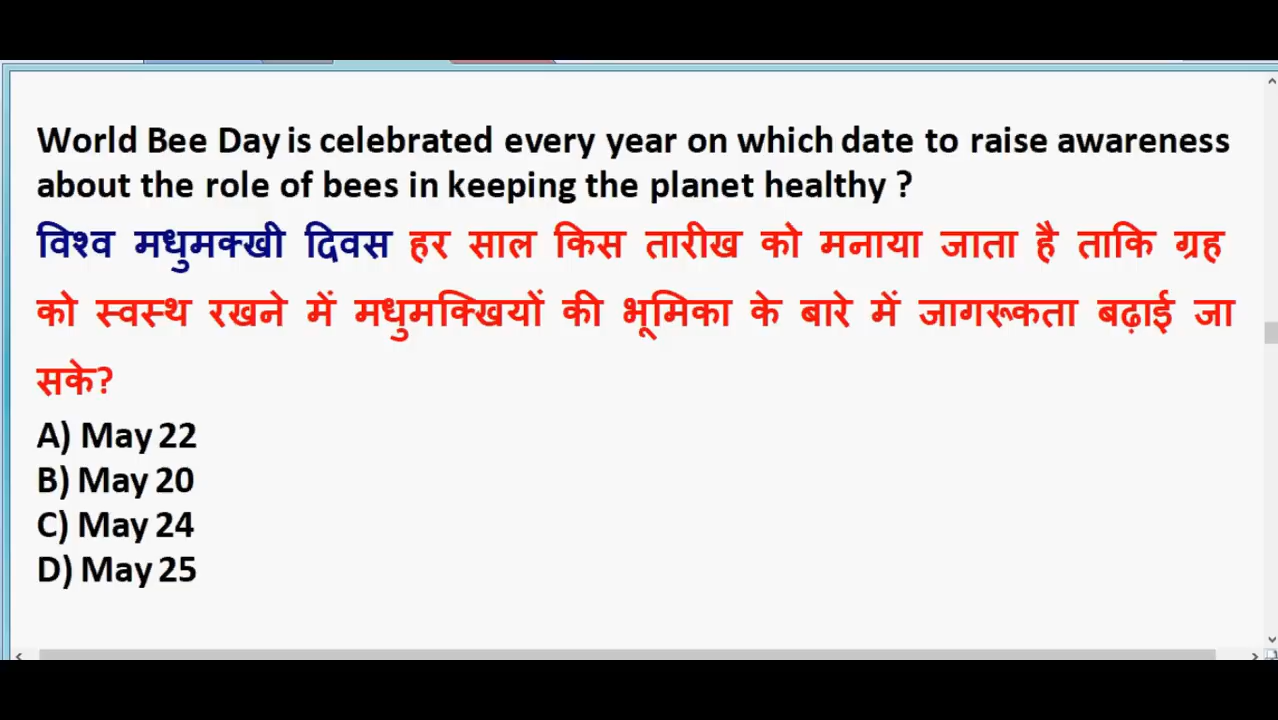 World Bee Day is celebrated every year on which date to raise awareness
about the role of bees in keeping the planet healthy ?
विश्व मधुमक्खी दिवस हर साल किस तारीख को मनाया जाता है ताकि ग्रह
को स्वस्थ रखने में मधुमक्खियों की भूमिका के बारे में जागरूकता बढ़ाई जा
सके?
A) May 22
B) May 20
C) May 24
D) May 25